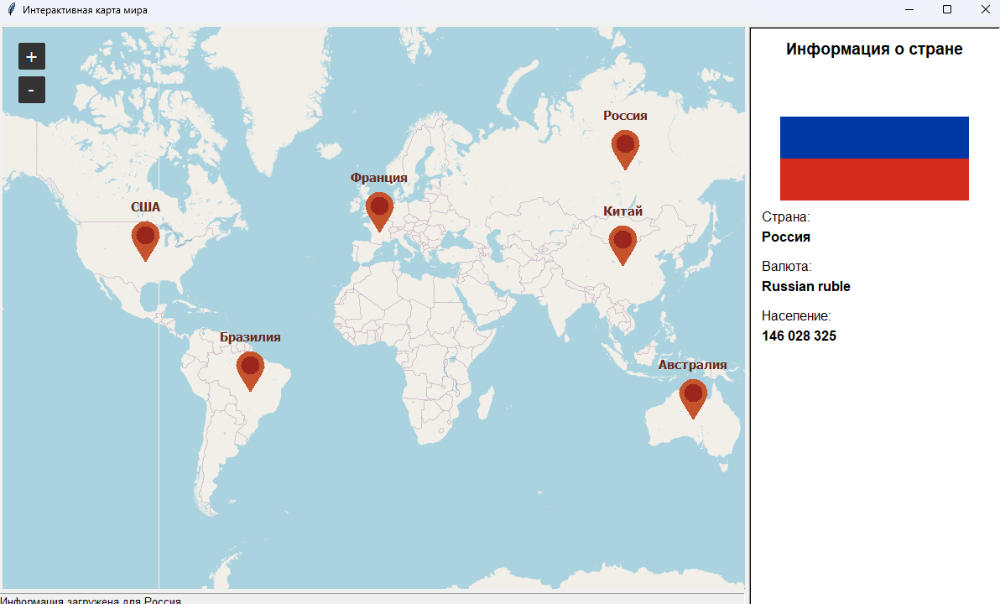 Интерактивная карта мира
+
-
Россия
Франция
США
Китай
Бразилия
Австралия
Информация загружена для Россия
Информация о стране
Страна:
Россия
Валюта:
Russian ruble
Население:
146 028 325